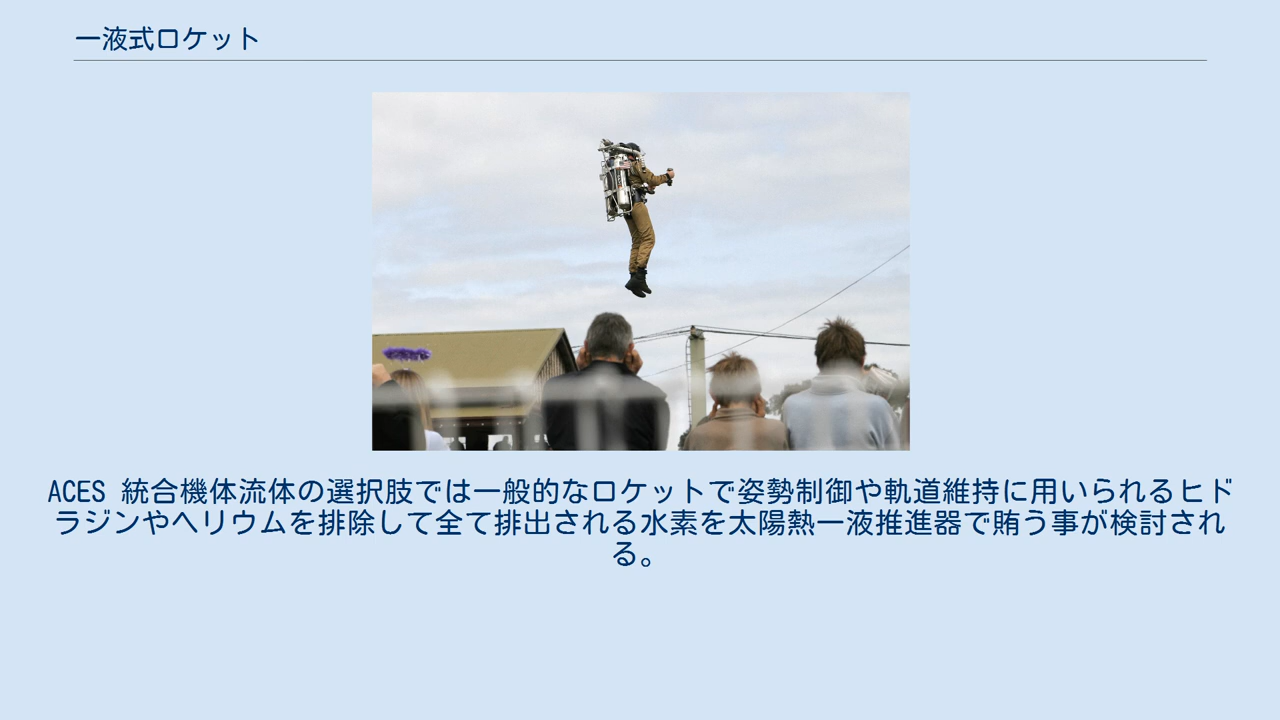 一液式ロケット
ACES 統合機体流体の選択肢では一般的なロケットで姿勢制御や軌道維持に用いられるヒド
ラジンやヘリウムを排除して全て排出される水素を太陽熱一液推進器で賄う事が検討され
る。